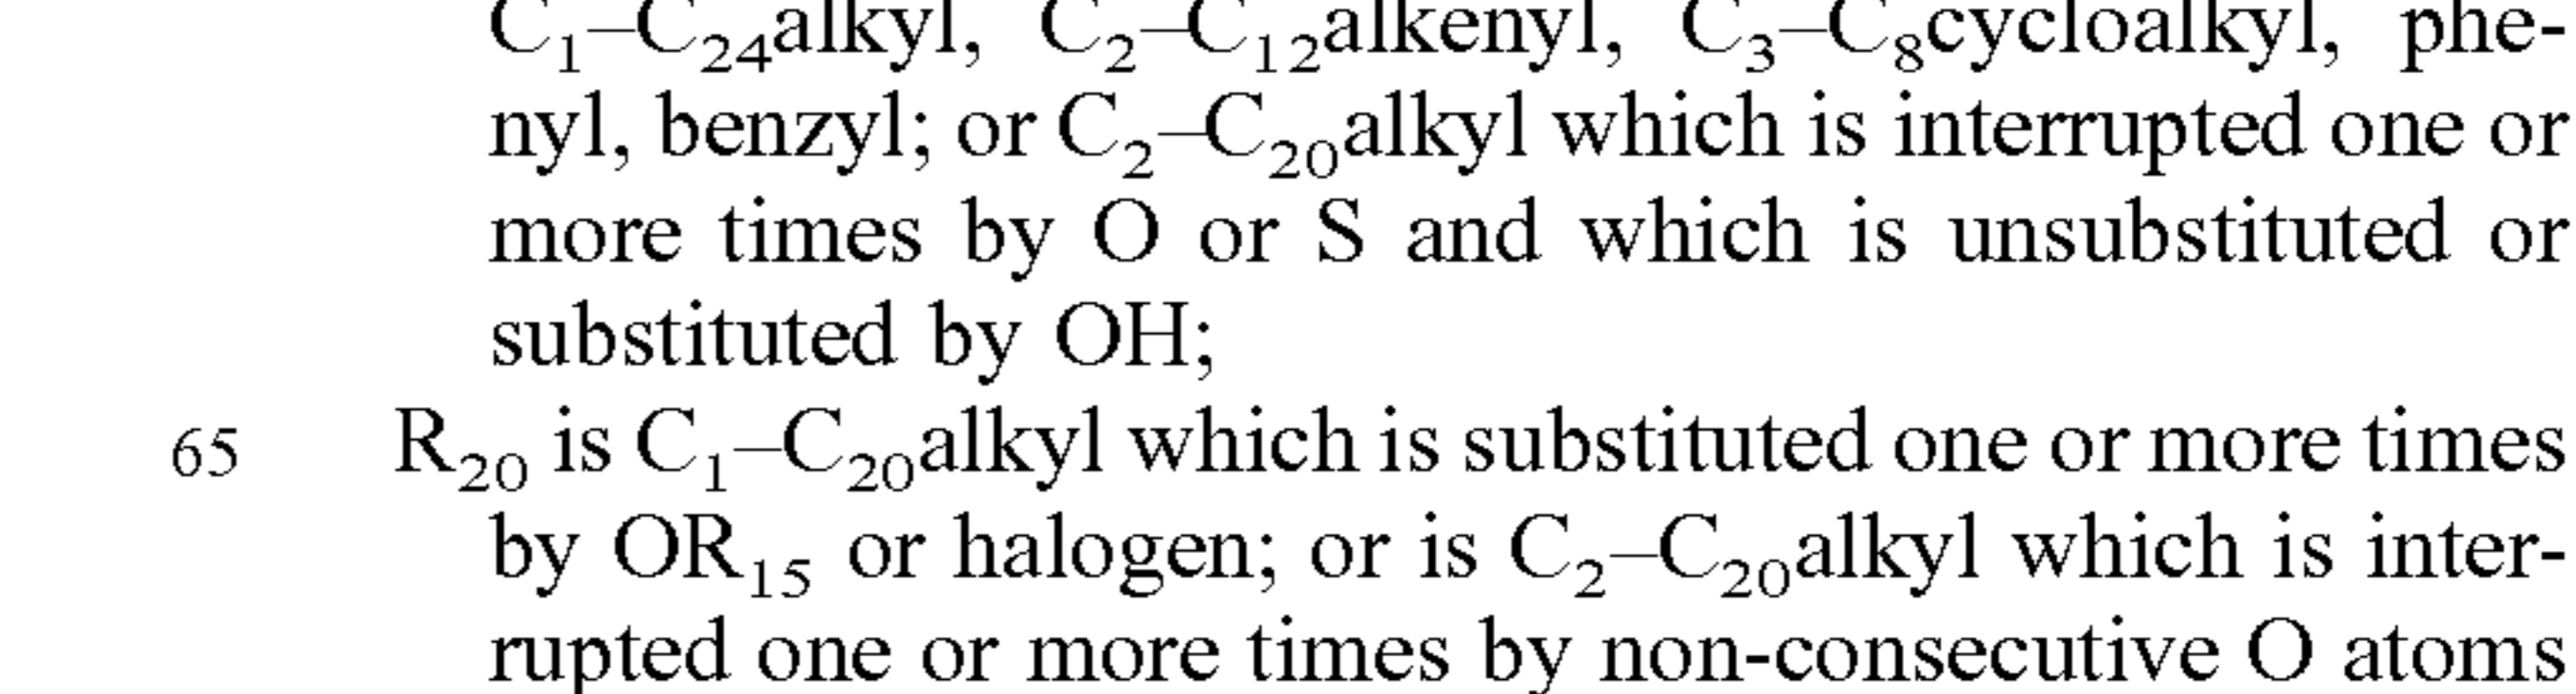 C₁–C₂₄alkyl, C₂–C₁₂alkenyl, C₃–C₈cycloalkyl, phe-
nyl, benzyl; or C₂–C₂₀alkyl which is interrupted one or
more times by O or S and which is unsubstituted or
substituted by OH;
65 R₂₀ is C₁–C₂₀alkyl which is substituted one or more times
by OR₁₅ or halogen; or is C₂–C₂₀alkyl which is inter-
rupted one or more times by non-consecutive O atoms